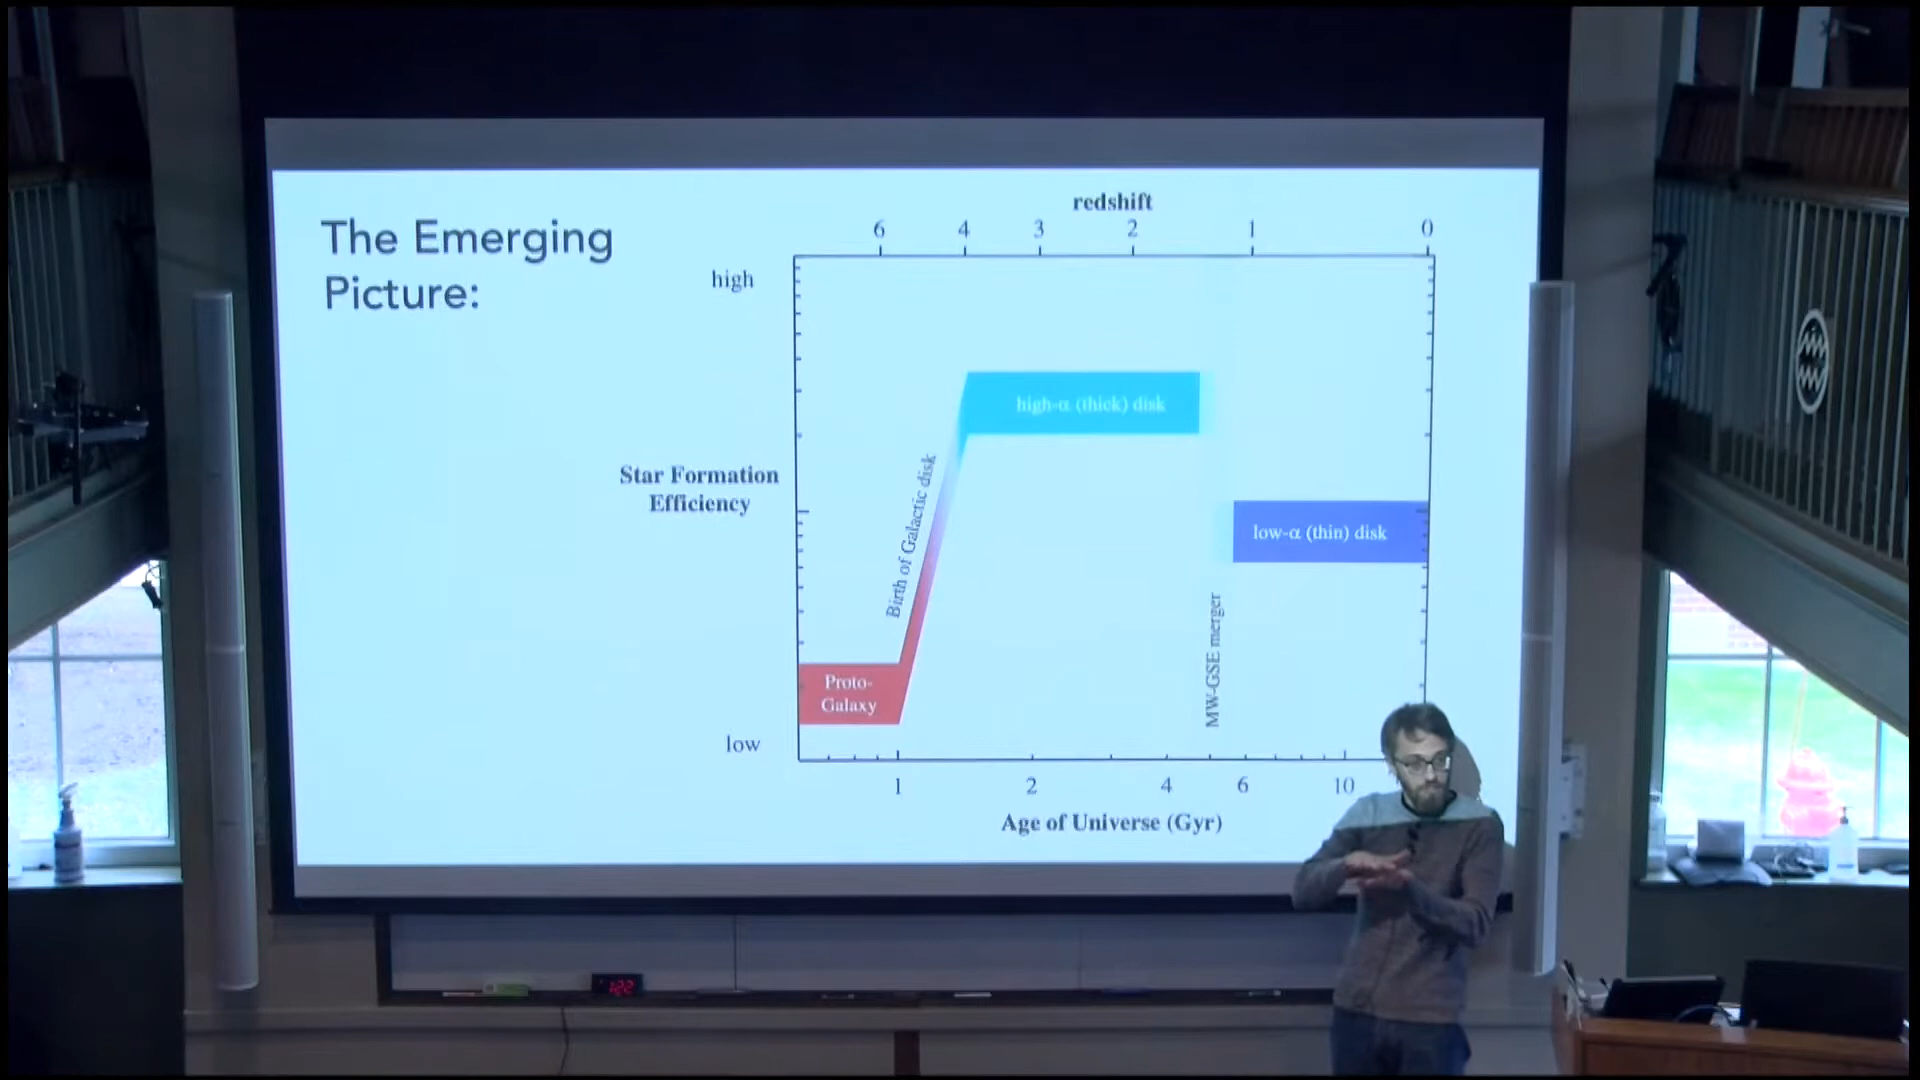 The Emerging
Picture:
redshift
6 4 3 2 1 0
high
high-α (thick) disk
Star Formation
Efficiency
Birth of Galactic disk
low-α (thin) disk
MW-GSE merger
Proto-
Galaxy
low
1 2 4 6 10
Age of Universe (Gyr)
1:22